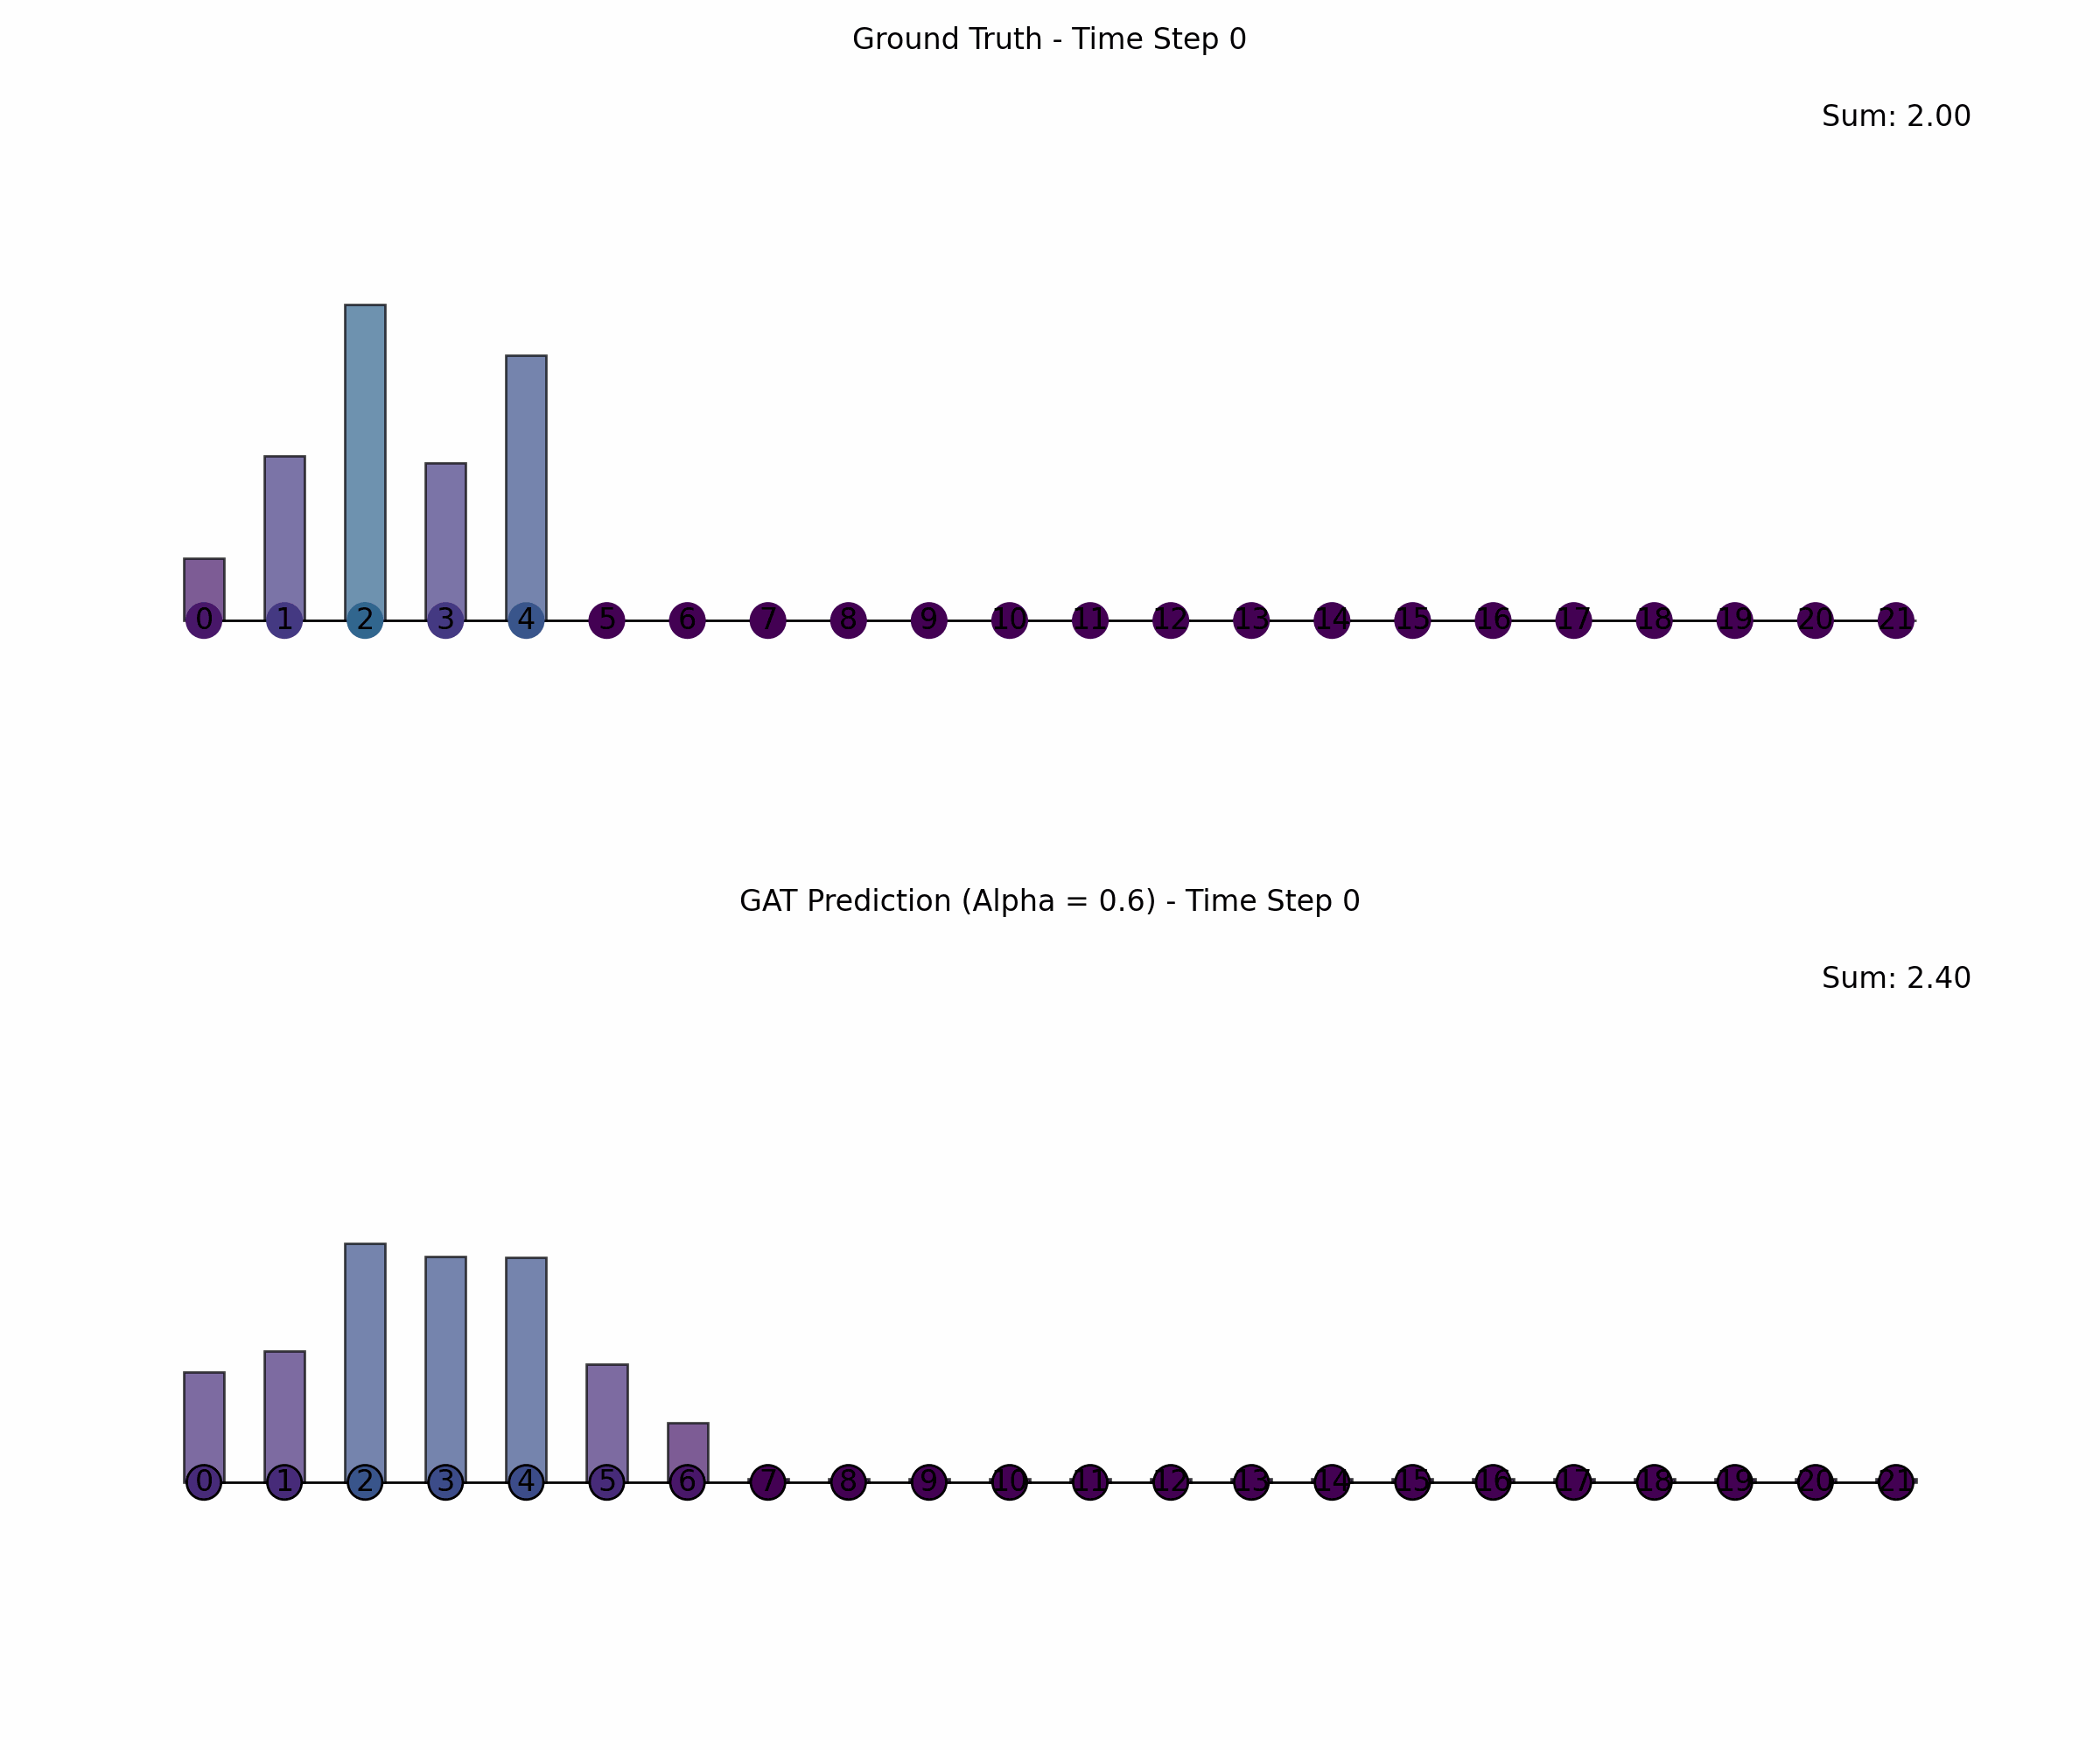 Ground Truth - Time Step 0
Sum: 2.00
0 1 2 3 4 5 6 7 8 9 10 11 12 13 14 15 16 17 18 19 20 21
GAT Prediction (Alpha = 0.6) - Time Step 0
Sum: 2.40
0 1 2 3 4 5 6 7 8 9 10 11 12 13 14 15 16 17 18 19 20 21